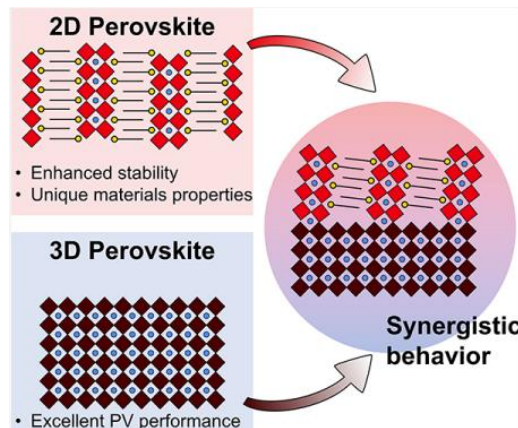 2D Perovskite
• Enhanced stability
• Unique materials properties
3D Perovskite
• Excellent PV performance
Synergistic
behavior